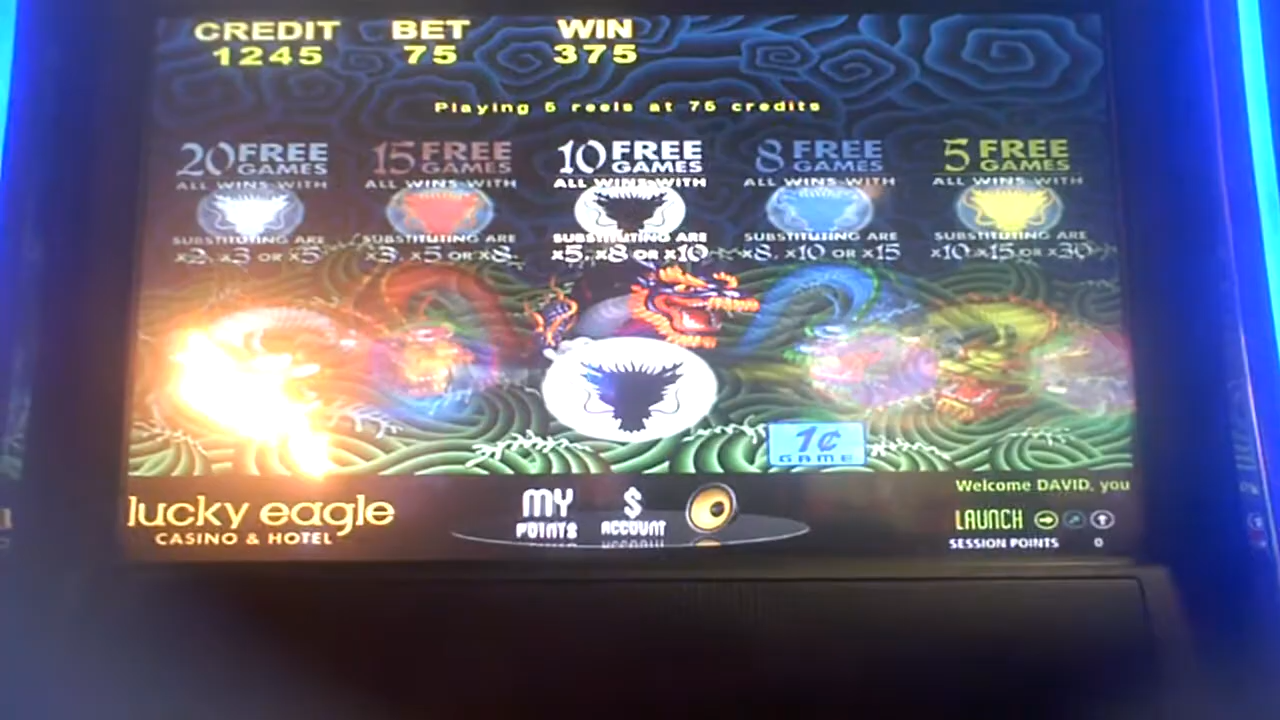 CREDIT BET WIN
1245 75 375
Playing 5 reels at 75 credits
20 FREE GAMES
ALL WINS WITH
SUBSTITUTING ARE
x2, x3 OR x5
15 FREE GAMES
ALL WINS WITH
SUBSTITUTING ARE
x3, x5 OR x8
10 FREE GAMES
ALL WINS WITH
SUBSTITUTING ARE
x5, x8 OR x10
8 FREE GAMES
ALL WINS WITH
SUBSTITUTING ARE
x8, x10 OR x15
5 FREE GAMES
ALL WINS WITH
SUBSTITUTING ARE
x10 x15 OR x30
1¢
GAME
lucky eagle
CASINO & HOTEL
MY
POINTS
$
ACCOUNT
Welcome DAVID, you
LAUNCH
SESSION POINTS 0